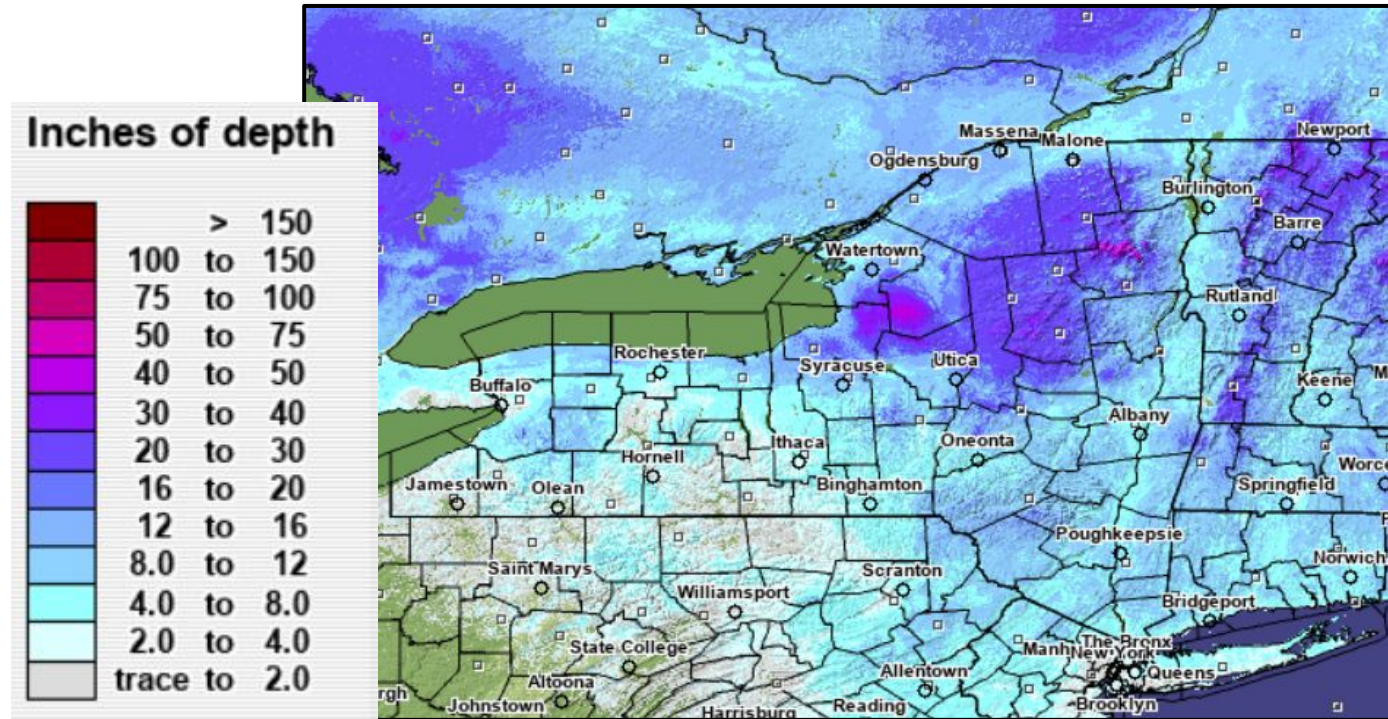 Inches of depth
> 150
100 to 150
75 to 100
50 to 75
40 to 50
30 to 40
20 to 30
16 to 20
12 to 16
8.0 to 12
4.0 to 8.0
2.0 to 4.0
trace to 2.0
Massena
Malone
Newport
Ogdensburg
Burlington
Barre
Watertown
Rutland
Rochester
Syracuse
Utica
Buffalo
Keene
M
Albany
Ithaca
Oneonta
Hornell
Worc
Jamestown
Olean
Binghamton
Springfield
Poughkeepsie
Norwich
Saint Marys
Scranton
Williamsport
Bridgeport
State College
The Bronx
Manh
New York
Queens
Allentown
Altoona
rgh
Johnstown
Harrisburg
Reading
Brooklyn